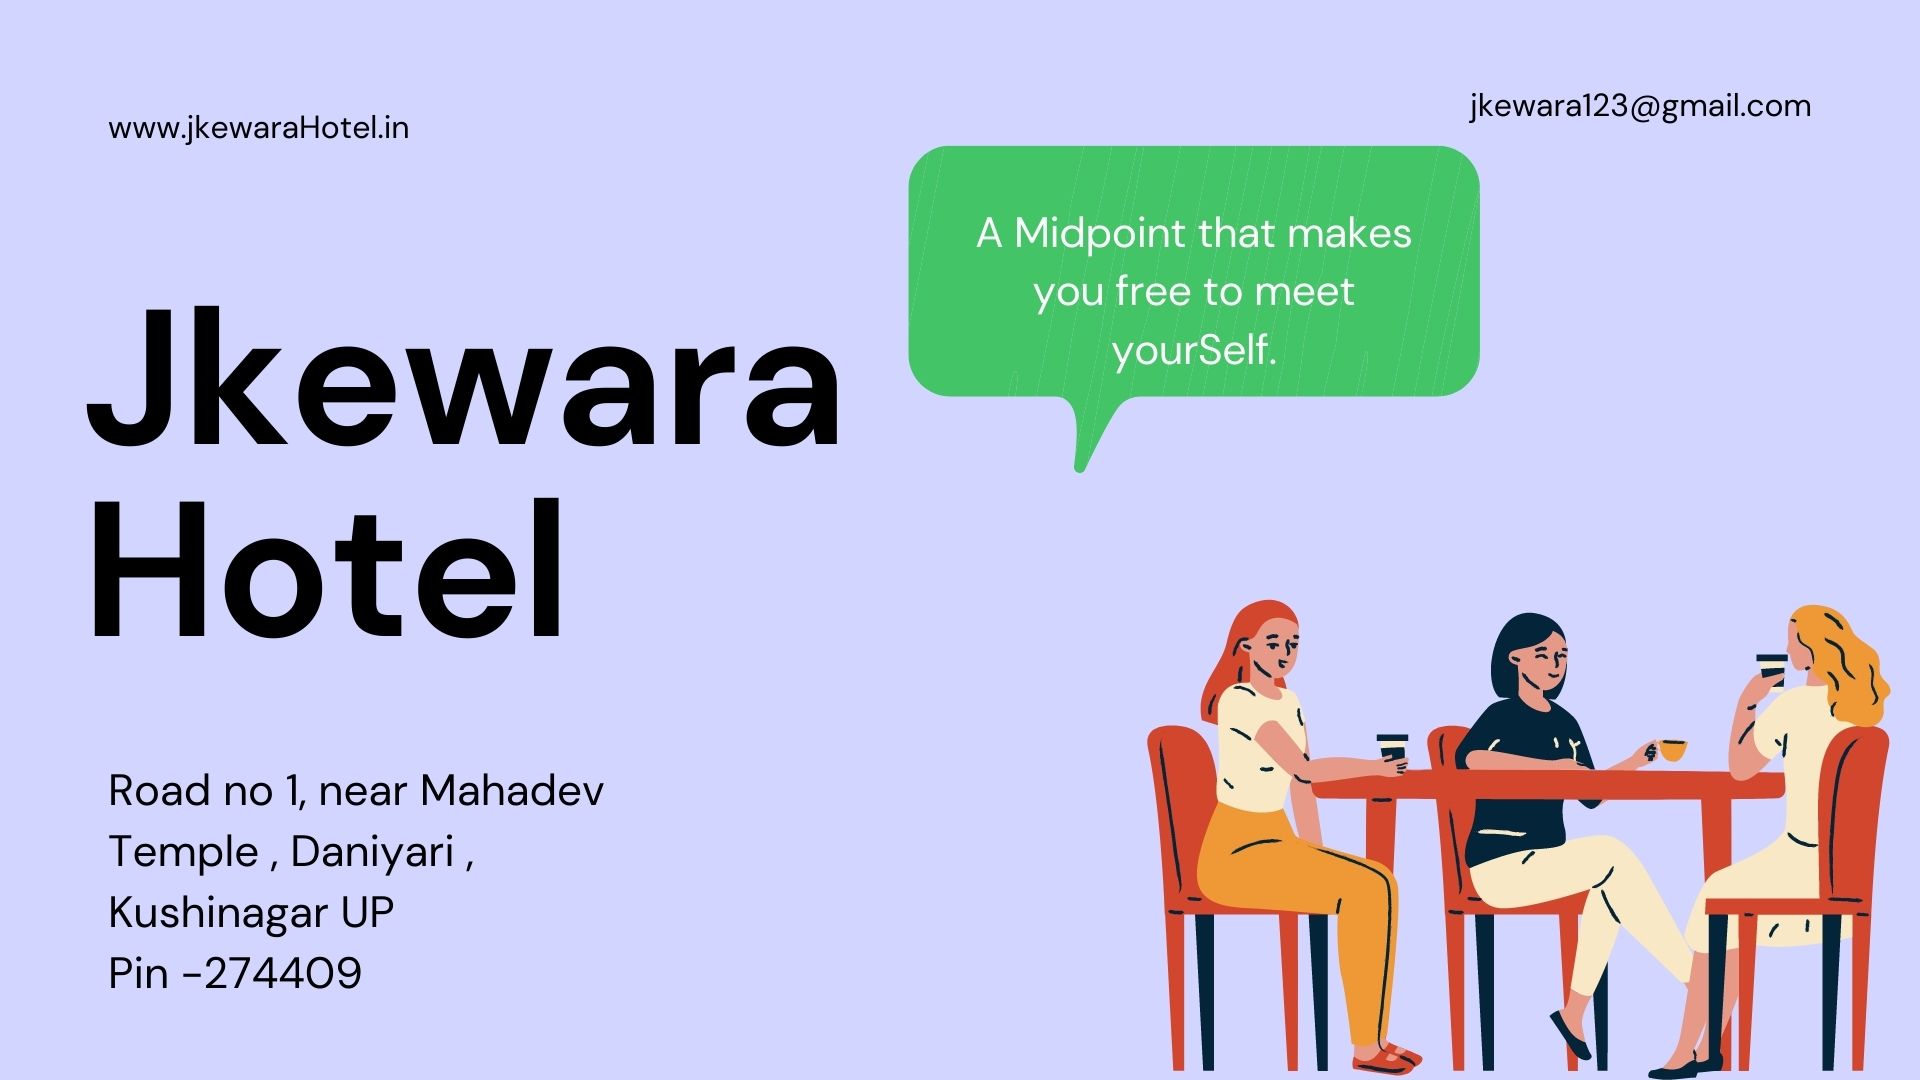 www.jkewaraHotel.in
jkewara123@gmail.com
A Midpoint that makes
you free to meet
yourSelf.
Jkewara
Hotel
Road no 1, near Mahadev
Temple , Daniyari ,
Kushinagar UP
Pin -274409